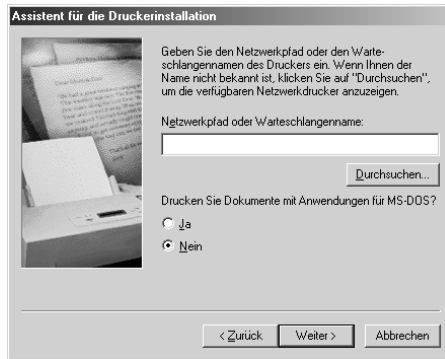 Assistent für die Druckerinstallation
Geben Sie den Netzwerkpfad oder den Warte-
schlangennamen des Druckers ein. Wenn Ihnen der
Name nicht bekannt ist, klicken Sie auf "Durchsuchen",
um die verfügbaren Netzwerkdrucker anzuzeigen.
Netzwerkpfad oder Warteschlangenname:
Durchsuchen...
Drucken Sie Dokumente mit Anwendungen für MS-DOS?
Ja
Nein
< Zurück
Weiter >
Abbrechen